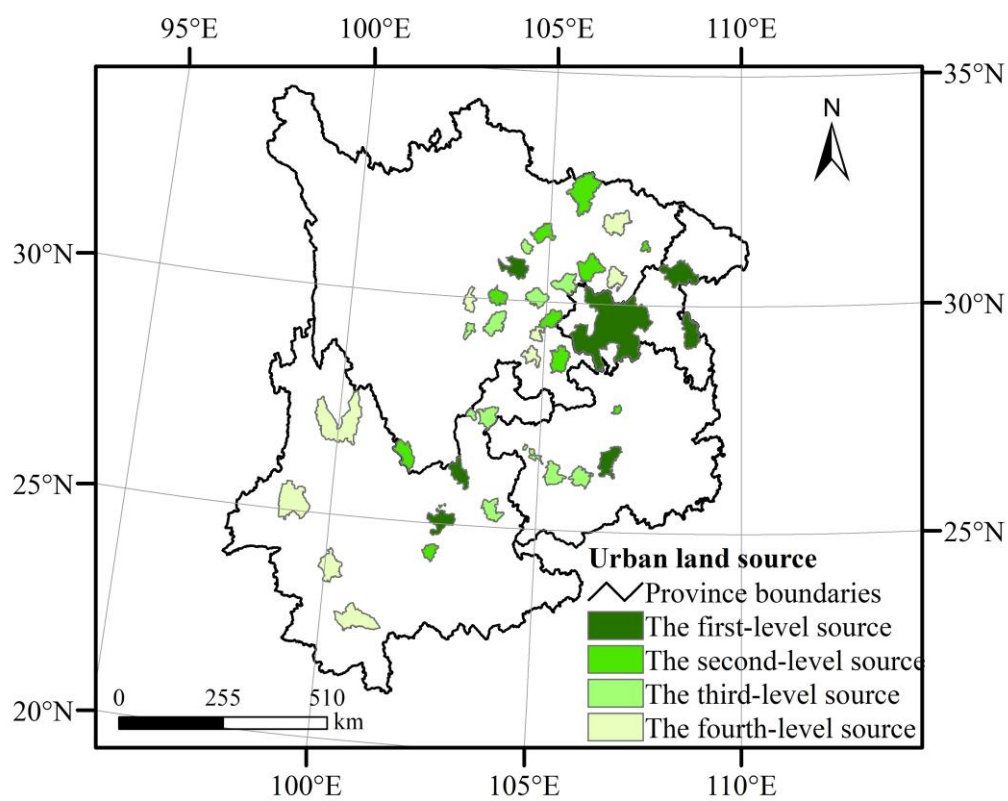 95°E 100°E 105°E 110°E
35°N
N
30°N
30°N
25°N
25°N
Urban land source
Province boundaries
The first-level source
The second-level source
The third-level source
The fourth-level source
0 255 510
km
20°N
100°E 105°E 110°E